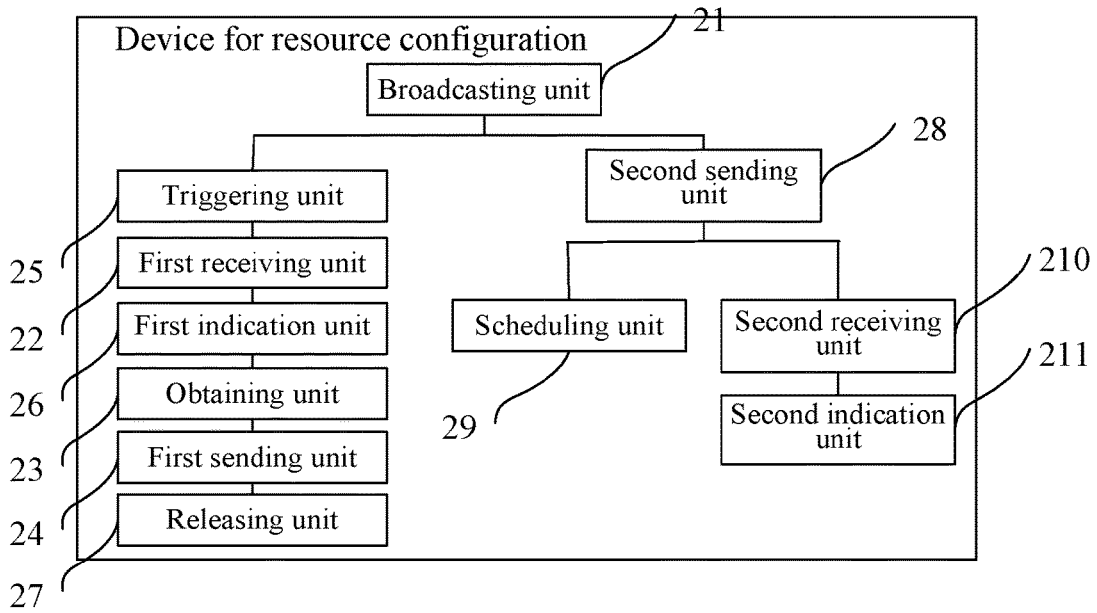 21
Device for resource configuration
Broadcasting unit
28
Second sending
unit
Triggering unit
25
First receiving unit
22
210
First indication unit
Scheduling unit
Second receiving
unit
26
211
Obtaining unit
29
Second indication
unit
23
First sending unit
24
Releasing unit
27